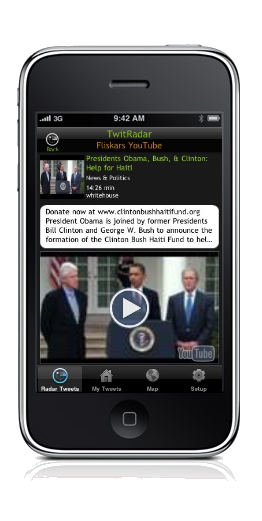 3G 9:42 AM
TwitRadar
Back
Fliskars YouTube
Presidents Obama, Bush, & Clinton:
Help for Haiti
News & Politics
14:26 min
whitehouse
Donate now at www.clintonbushhaitifund.org
President Obama is joined by former Presidents
Bill Clinton and George W. Bush to announce the
formation of the Clinton Bush Haiti Fund to hel...
YouTube
Radar Tweets My Tweets Map Setup